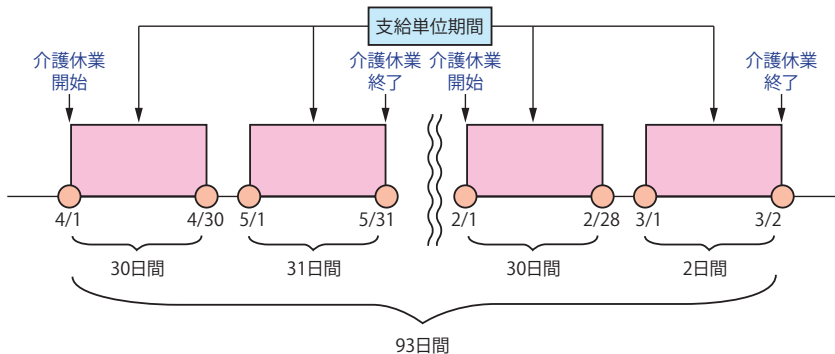 支給単位期間
介護休業
開始
介護休業
終了
介護休業
開始
介護休業
終了
4/1
4/30
5/1
5/31
2/1
2/28
3/1
3/2
30日間
31日間
30日間
2日間
93日間